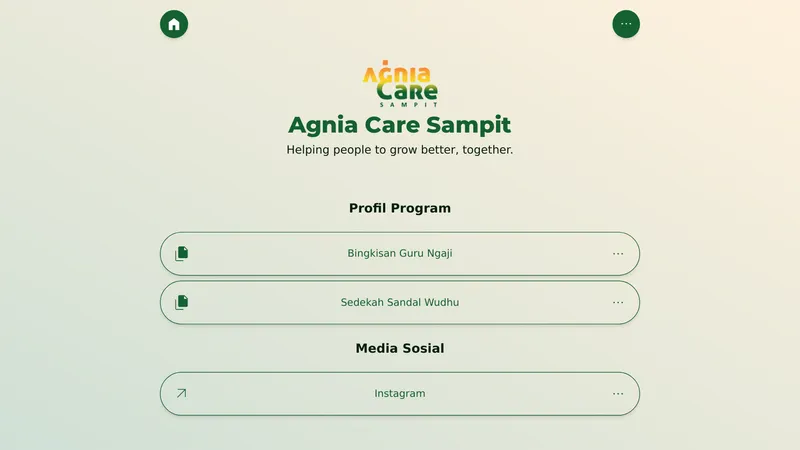 Agnia
Care
SAMPIT
Agnia Care Sampit
Helping people to grow better, together.
Profil Program
Bingkisan Guru Ngaji
Sedekah Sandal Wudhu
Media Sosial
Instagram